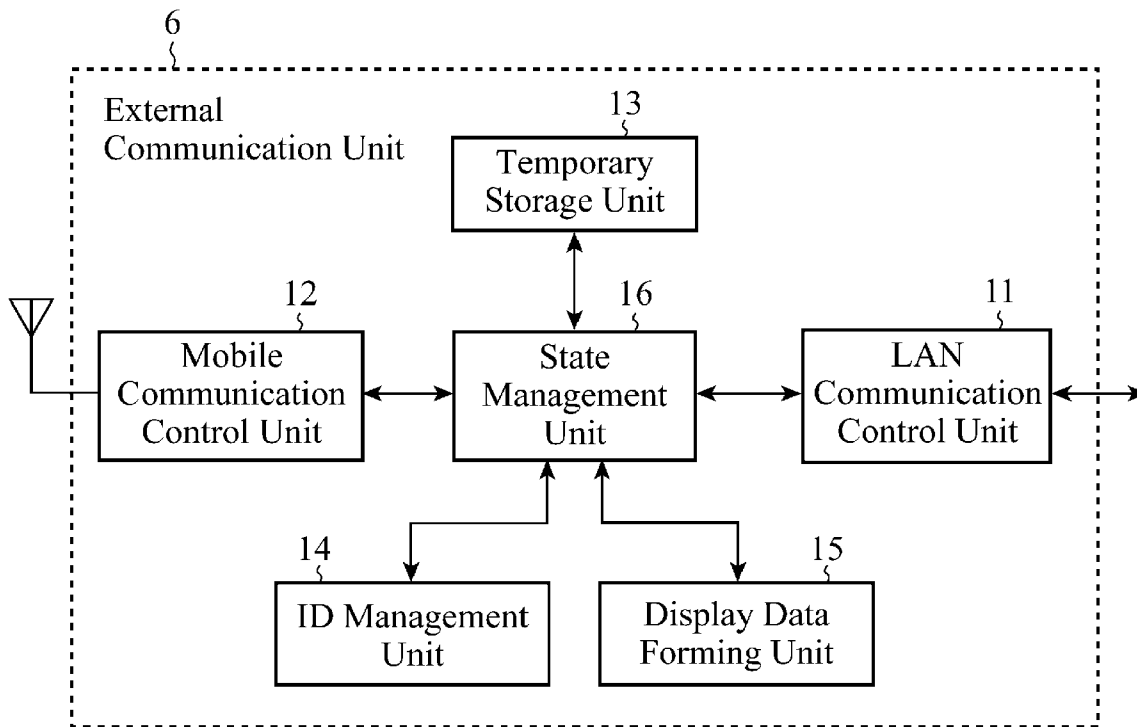 6
External
Communication Unit
13
Temporary
Storage Unit
12
Mobile
Communication
Control Unit
16
State
Management
Unit
11
LAN
Communication
Control Unit
14
ID Management
Unit
15
Display Data
Forming Unit